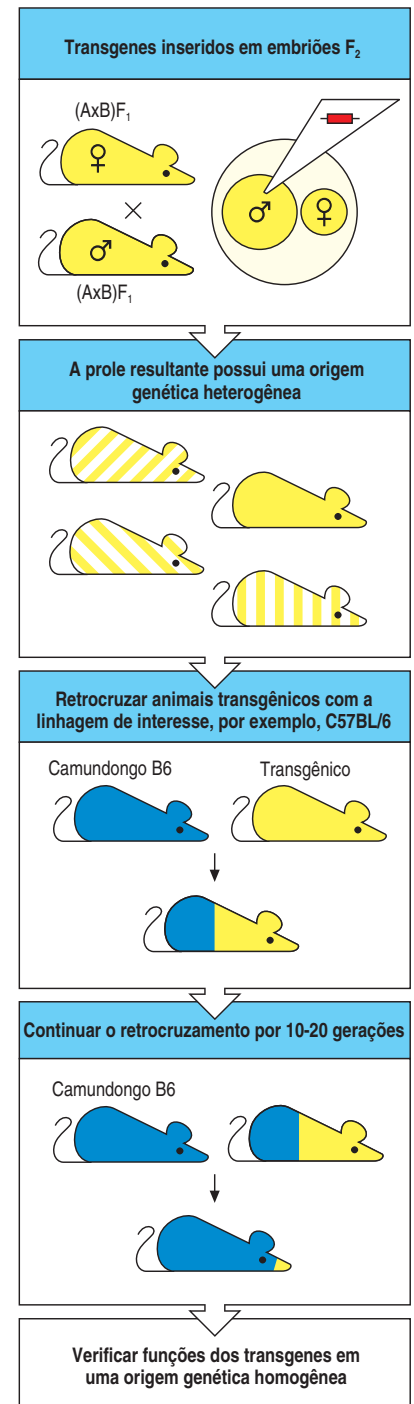 Transgenes inseridos em embriões F₂
(AxB)F₁
♀
×
♂
(AxB)F₁
♂ ♀
A prole resultante possui uma origem
genética heterogênea
Retrocruzar animais transgênicos com a
linhagem de interesse, por exemplo, C57BL/6
Camundongo B6 Transgênico
Continuar o retrocruzamento por 10-20 gerações
Camundongo B6
Verificar funções dos transgenes em
uma origem genética homogênea